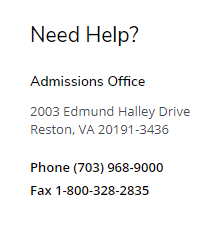 Need Help?
Admissions Office
2003 Edmund Halley Drive
Reston, VA 20191-3436
Phone (703) 968-9000
Fax 1-800-328-2835